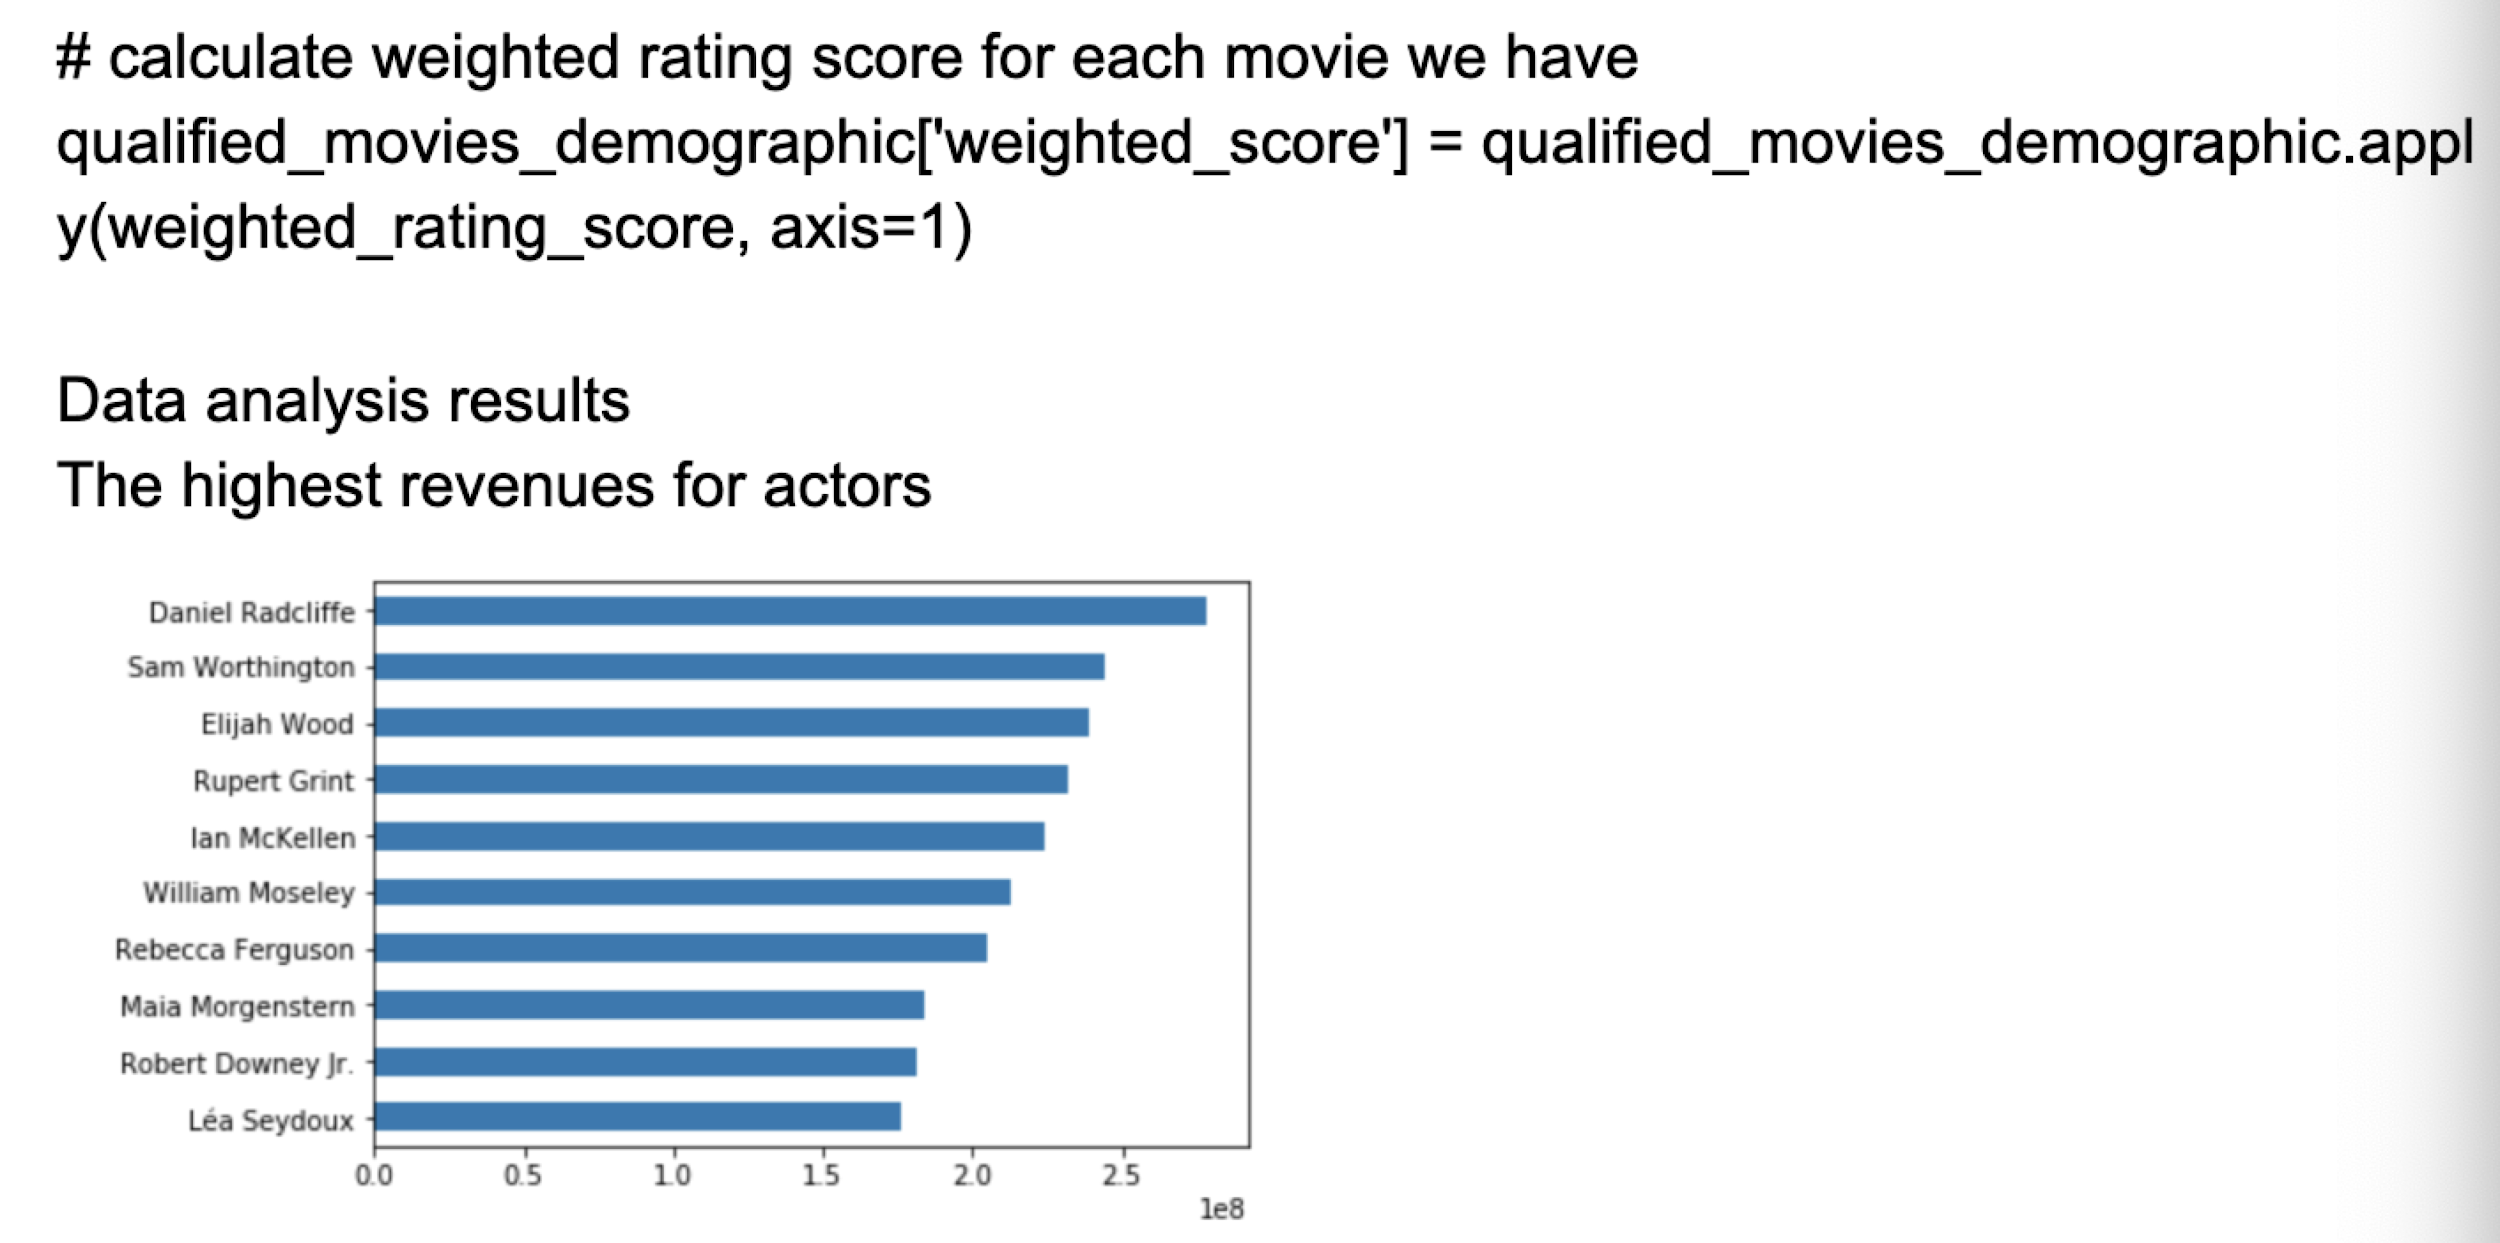 # calculate weighted rating score for each movie we have
qualified_movies_demographic['weighted_score'] = qualified_movies_demographic.appl
y(weighted_rating_score, axis=1)
Data analysis results
The highest revenues for actors
Daniel Radcliffe
Sam Worthington
Elijah Wood
Rupert Grint
Ian McKellen
William Moseley
Rebecca Ferguson
Maia Morgenstern
Robert Downey Jr.
Léa Seydoux
0.0 0.5 1.0 1.5 2.0 2.5
1e8